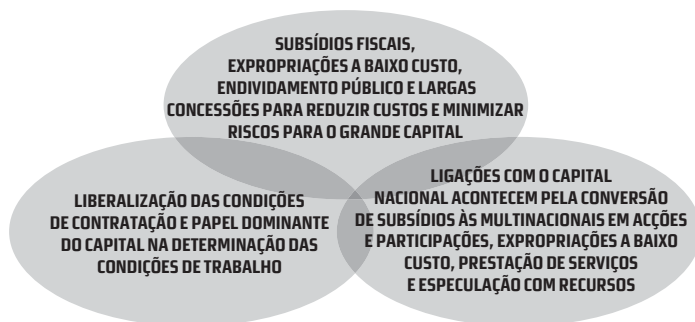 SUBSÍDIOS FISCAIS,
EXPROPRIAÇÕES A BAIXO CUSTO,
ENDIVIDAMENTO PÚBLICO E LARGAS
CONCESSÕES PARA REDUZIR CUSTOS E MINIMIZAR
RISCOS PARA O GRANDE CAPITAL
LIBERALIZAÇÃO DAS CONDIÇÕES
DE CONTRATAÇÃO E PAPEL DOMINANTE
DO CAPITAL NA DETERMINAÇÃO DAS
CONDIÇÕES DE TRABALHO
LIGAÇÕES COM O CAPITAL
NACIONAL ACONTECEM PELA CONVERSÃO
DE SUBSÍDIOS ÀS MULTINACIONAIS EM ACÇÕES
E PARTICIPAÇÕES, EXPROPRIAÇÕES A BAIXO
CUSTO, PRESTAÇÃO DE SERVIÇOS
E ESPECULAÇÃO COM RECURSOS